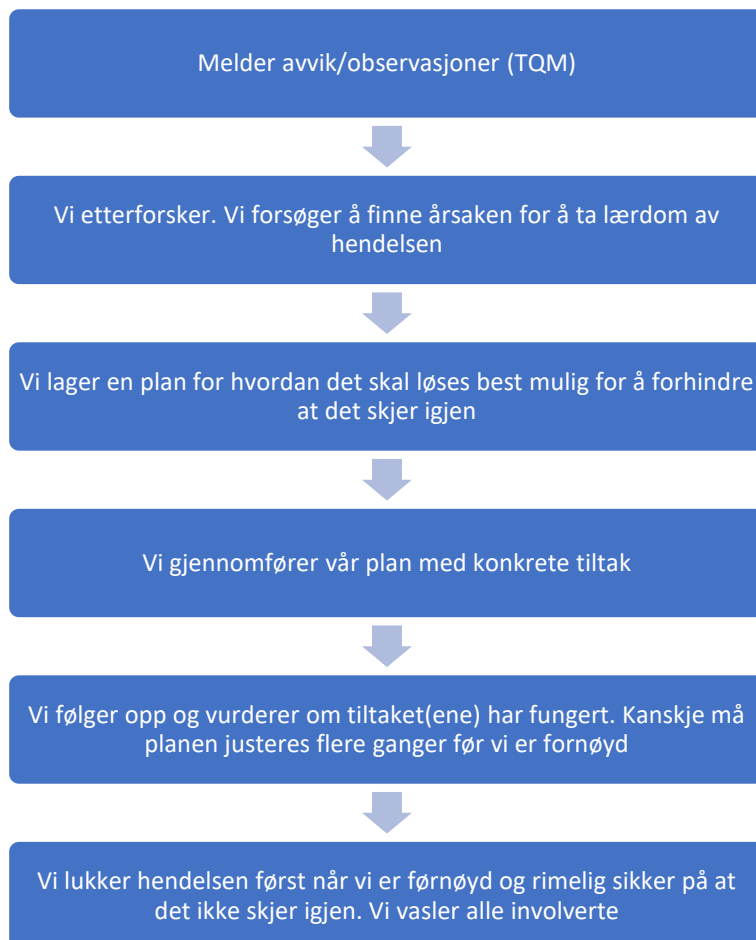 Melder avvik/observasjoner (TQM)
Vi etterforsker. Vi forsøger å finne årsaken for å ta lærdom av
hendelsen
Vi lager en plan for hvordan det skal løses best mulig for å forhindre
at det skjer igjen
Vi gjennomfører vår plan med konkrete tiltak
Vi følger opp og vurderer om tiltaket(ene) har fungert. Kanskje må
planen justeres flere ganger før vi er fornøyd
Vi lukker hendelsen først når vi er førnøyd og rimelig sikker på at
det ikke skjer igjen. Vi vasler alle involverte